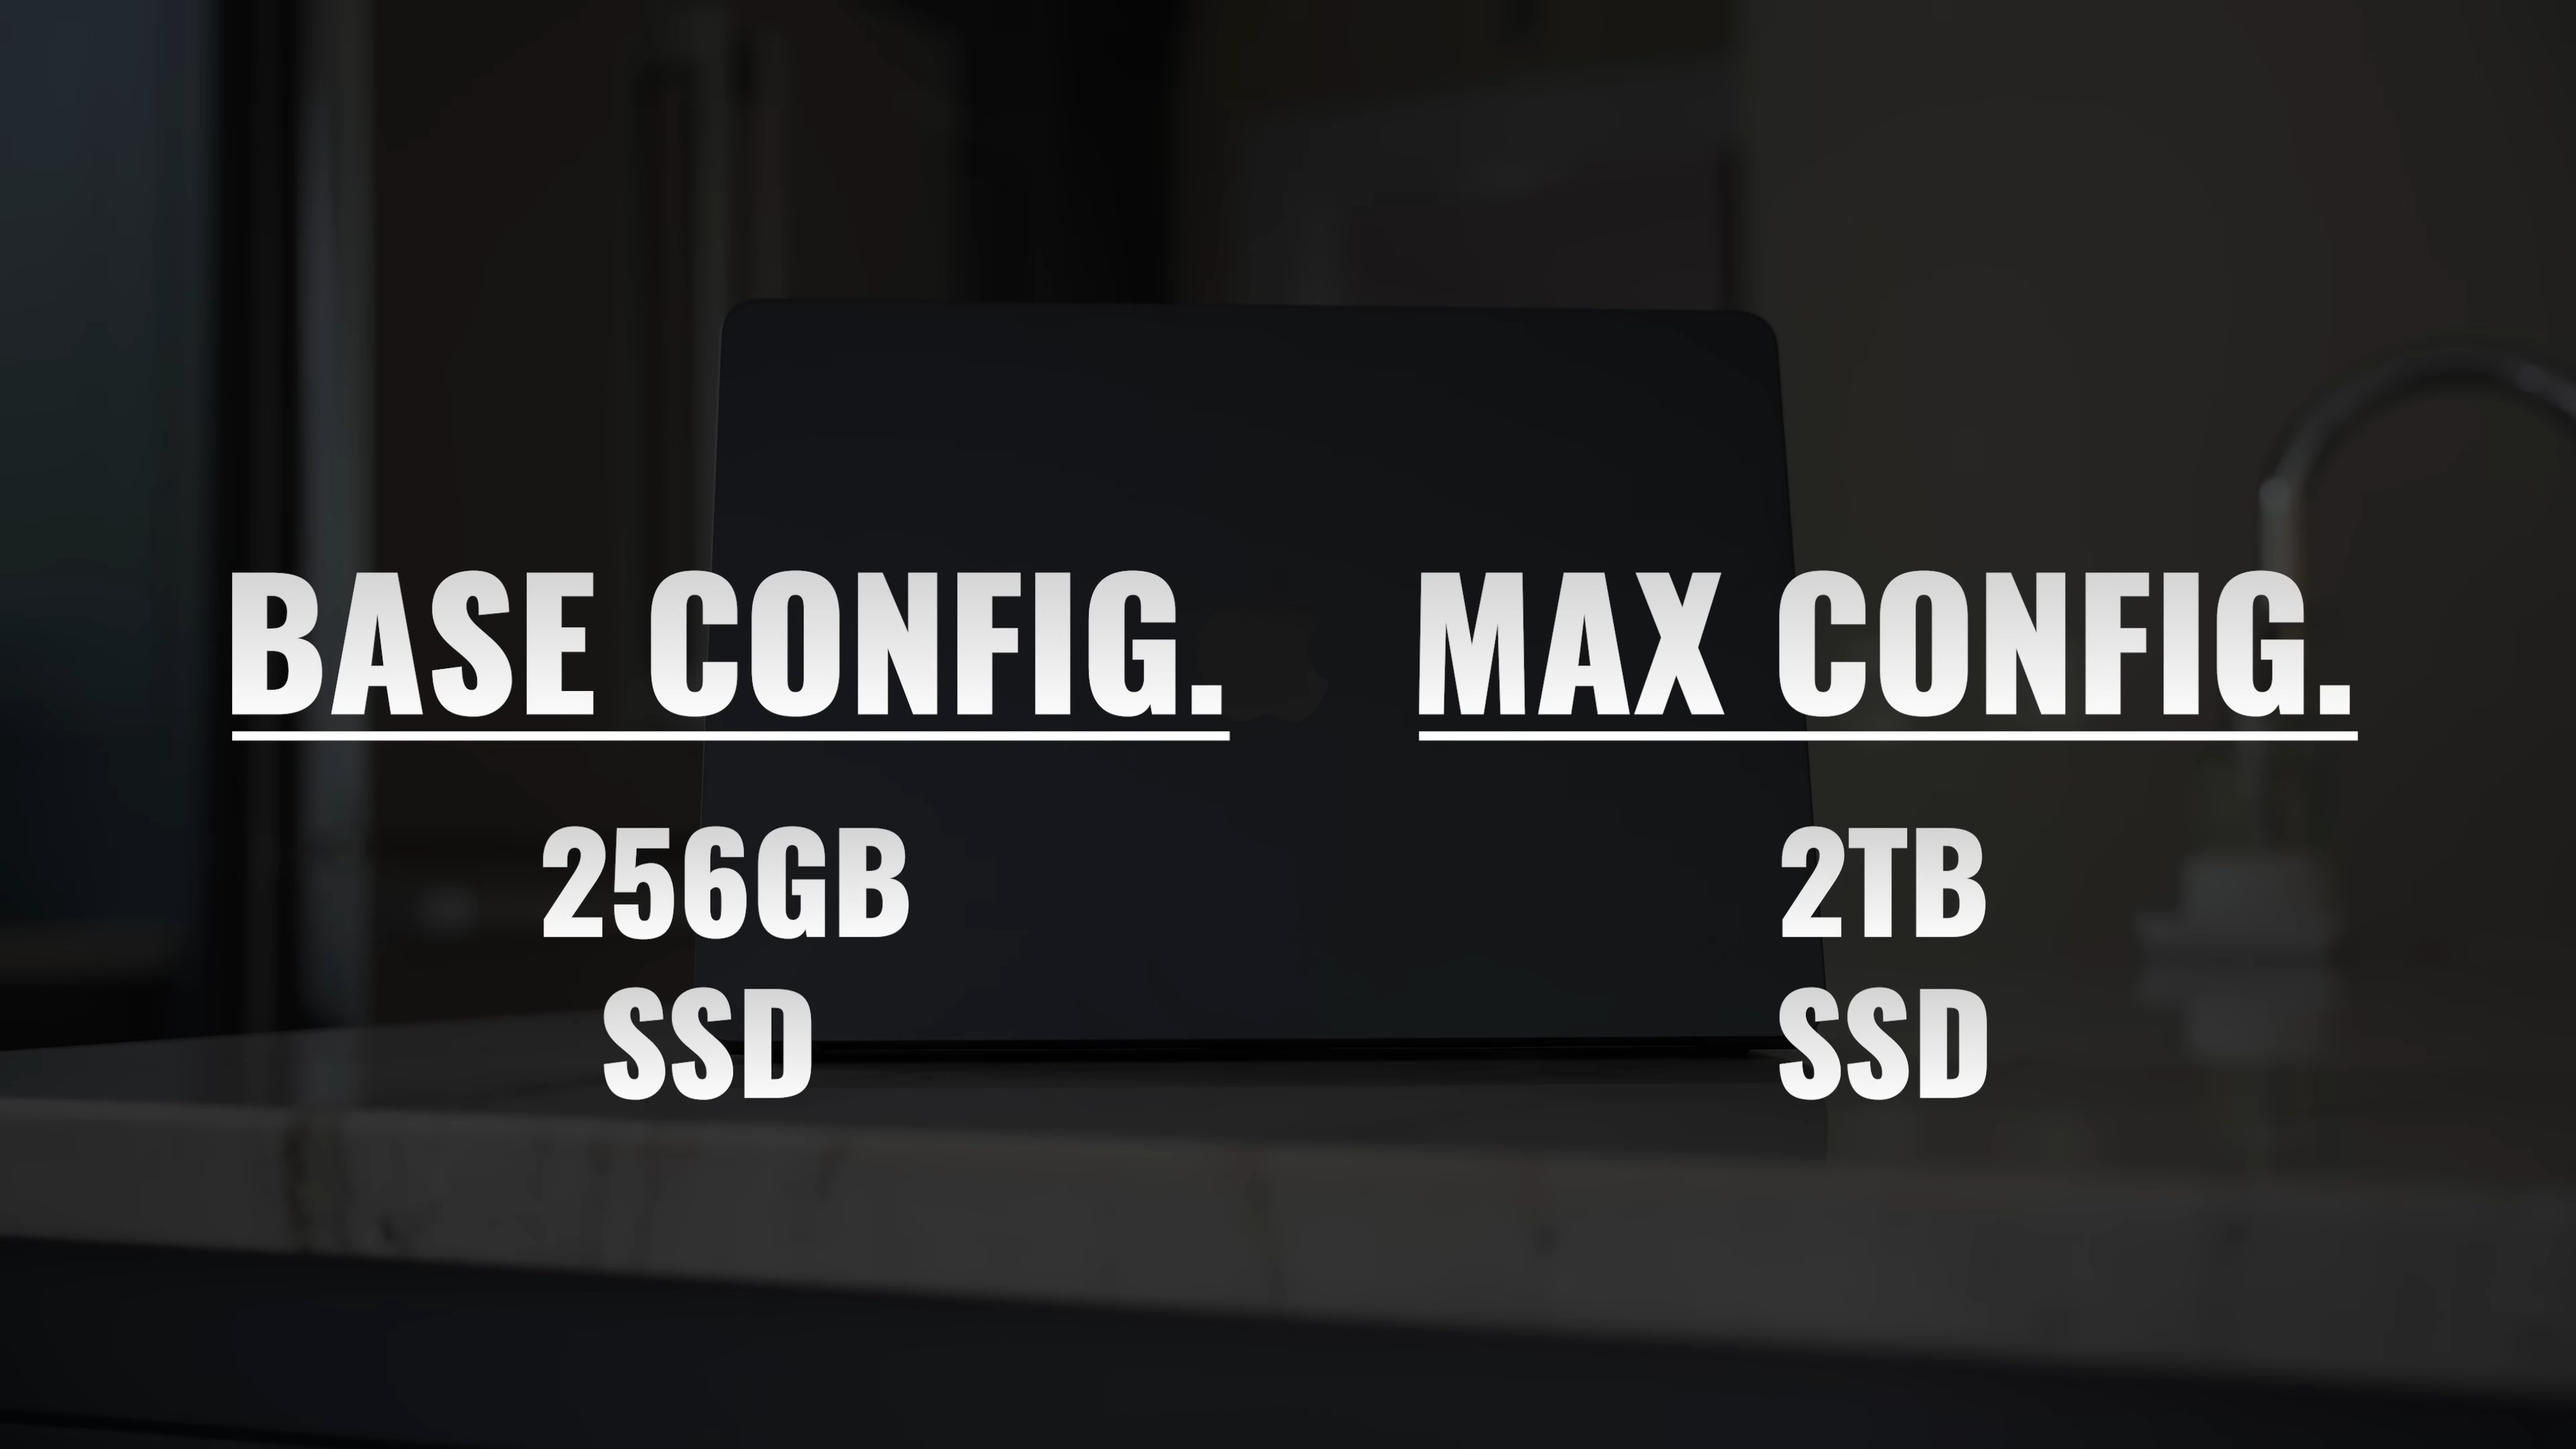 BASE CONFIG.
256GB
SSD
MAX CONFIG.
2TB
SSD